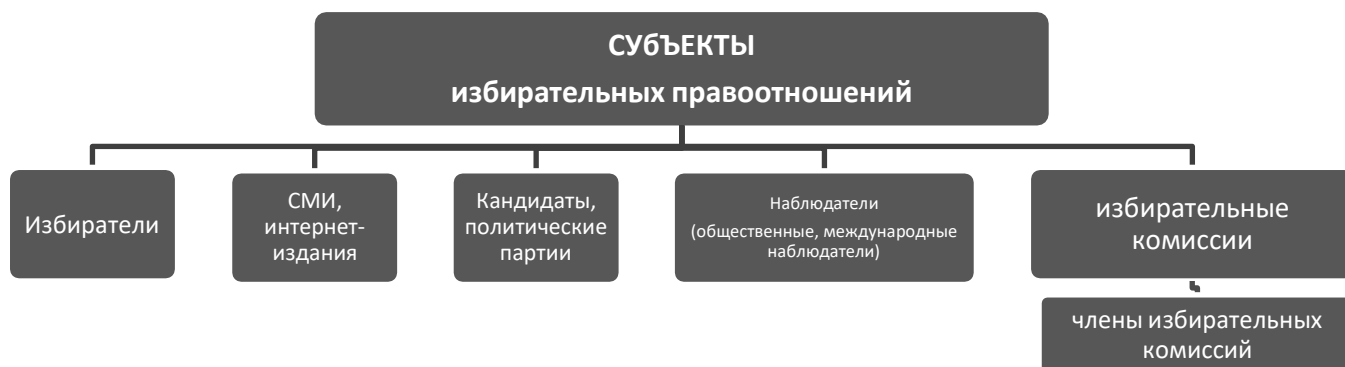 СУБЪЕКТЫ
избирательных правоотношений
Избиратели
СМИ,
интернет-
издания
Кандидаты,
политические
партии
Наблюдатели
(общественные, международные
наблюдатели)
избирательные
комиссии
члены избирательных
комиссий